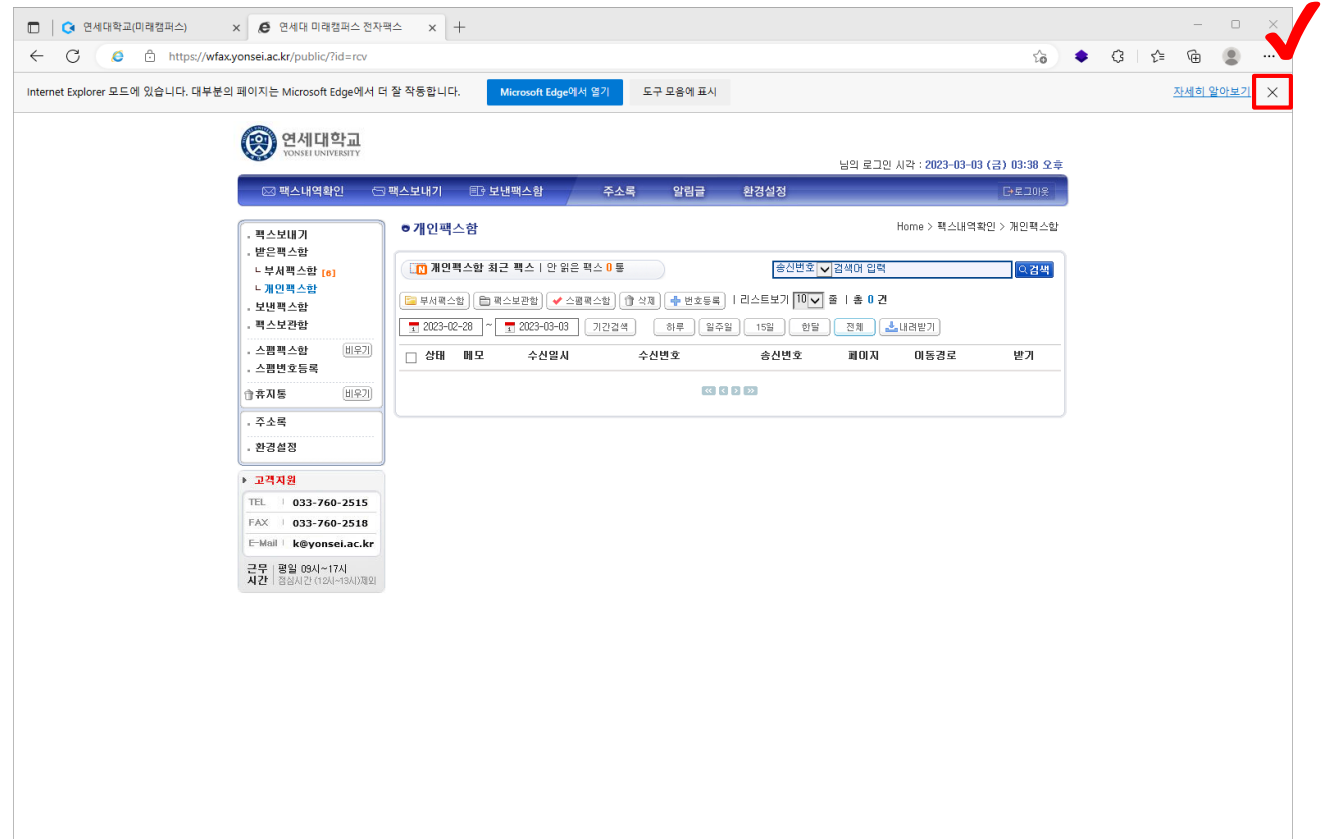 연세대학교(미래캠퍼스)
연세대 미래캠퍼스 전자팩스
https://wfax.yonsei.ac.kr/public/?id=rcv
Internet Explorer 모드에 있습니다. 대부분의 페이지는 Microsoft Edge에서 더 잘 작동합니다. Microsoft Edge에서 열기 도구 모음에 표시 자세히 알아보기
연세대학교
YONSEI UNIVERSITY
님의 로그인 시각 : 2023-03-03 (금) 03:38 오후
팩스내역확인 팩스보내기 보낸팩스함 주소록 알림글 환경설정 로그아웃
팩스보내기
받은팩스함
부서팩스함 [6]
개인팩스함
보낸팩스함
팩스보관함
스팸팩스함 비우기
스팸번호등록
휴지통 비우기
주소록
환경설정
고객지원
TEL 033-760-2515
FAX 033-760-2518
E-Mail k@yonsei.ac.kr
근무시간 평일 09시~17시
점심시간 (12시~13시)제외
개인팩스함 Home > 팩스내역확인 > 개인팩스함
N 개인팩스함 최근 팩스 | 안 읽은 팩스 0 통 송신번호 검색어 입력 검색
부서팩스함 팩스보관함 스팸팩스함 삭제 번호등록 | 리스트보기 10 줄 | 총 0 건
2023-02-28 ~ 2023-03-03 기간검색 하루 일주일 15일 한달 전체 내려받기
상태 메모 수신일시 수신번호 송신번호 페이지 이동경로 받기